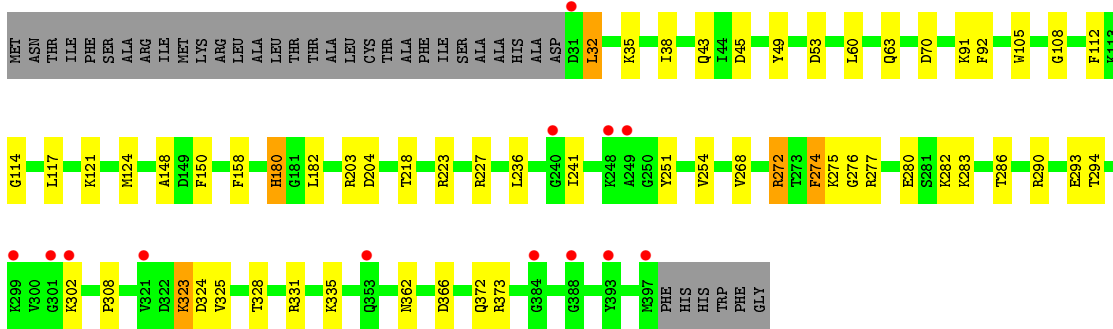 MET ASN THR ILE PHE SER ALA ARG ILE MET LYS ARG LEU ALA LEU THR THR ALA LEU CYS THR ALA PHE ILE SER ALA ALA HIS ALA ASP D31 L32 K35 I38 Q43 I44 D45 Y49 D53 L60 Q63 D70 K91 F92 W105 G108 F112 K113
G114 L117 K121 M124 A148 D149 F150 F158 H180 G181 L182 R203 D204 T218 R223 R227 L236 G240 I241 K248 A249 G250 Y251 V254 V268 R272 T273 F274 K275 G276 R277 E280 S281 K282 K283 T286 R290 E293 T294
K299 V300 G301 K302 P308 V321 D322 K323 D324 V325 T328 R331 K335 Q353 N362 D366 Q372 R373 G384 G388 Y393 M397 PHE HIS HIS TRP PHE GLY